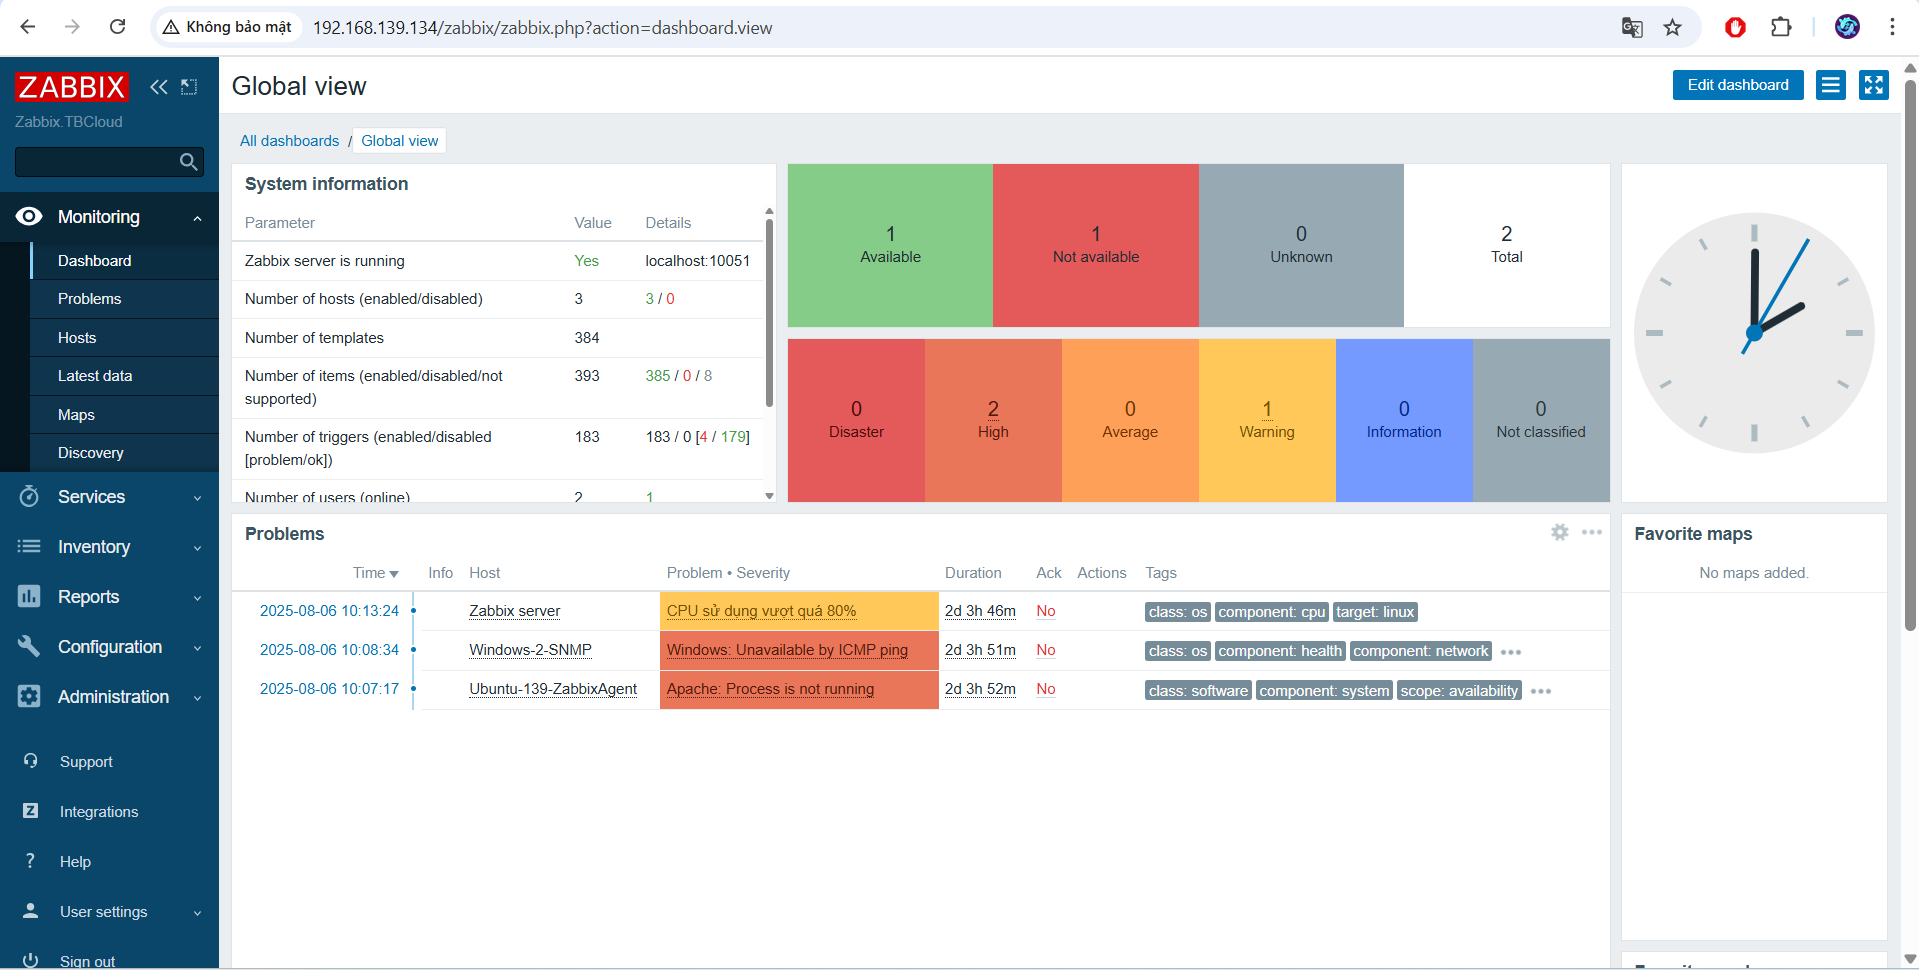 Không bảo mật
192.168.139.134/zabbix/zabbix.php?action=dashboard.view
ZABBIX
Zabbix.TBCloud
Monitoring
Dashboard
Problems
Hosts
Latest data
Maps
Discovery
Services
Inventory
Reports
Configuration
Administration
Support
Z Integrations
? Help
User settings
Sign out
Global view
Edit dashboard
All dashboards / Global view
System information
Parameter Value Details
Zabbix server is running Yes localhost:10051
Number of hosts (enabled/disabled) 3 3 / 0
Number of templates 384
Number of items (enabled/disabled/not supported) 393 385 / 0 / 8
Number of triggers (enabled/disabled [problem/ok]) 183 183 / 0 [4 / 179]
Number of users (online) 2 1
1
Available
1
Not available
0
Unknown
2
Total
0
Disaster
2
High
0
Average
1
Warning
0
Information
0
Not classified
Problems
Time Info Host Problem • Severity Duration Ack Actions Tags
2025-08-06 10:13:24 Zabbix server CPU sử dụng vượt quá 80% 2d 3h 46m No class: os component: cpu target: linux
2025-08-06 10:08:34 Windows-2-SNMP Windows: Unavailable by ICMP ping 2d 3h 51m No class: os component: health component: network
2025-08-06 10:07:17 Ubuntu-139-ZabbixAgent Apache: Process is not running 2d 3h 52m No class: software component: system scope: availability
Favorite maps
No maps added.